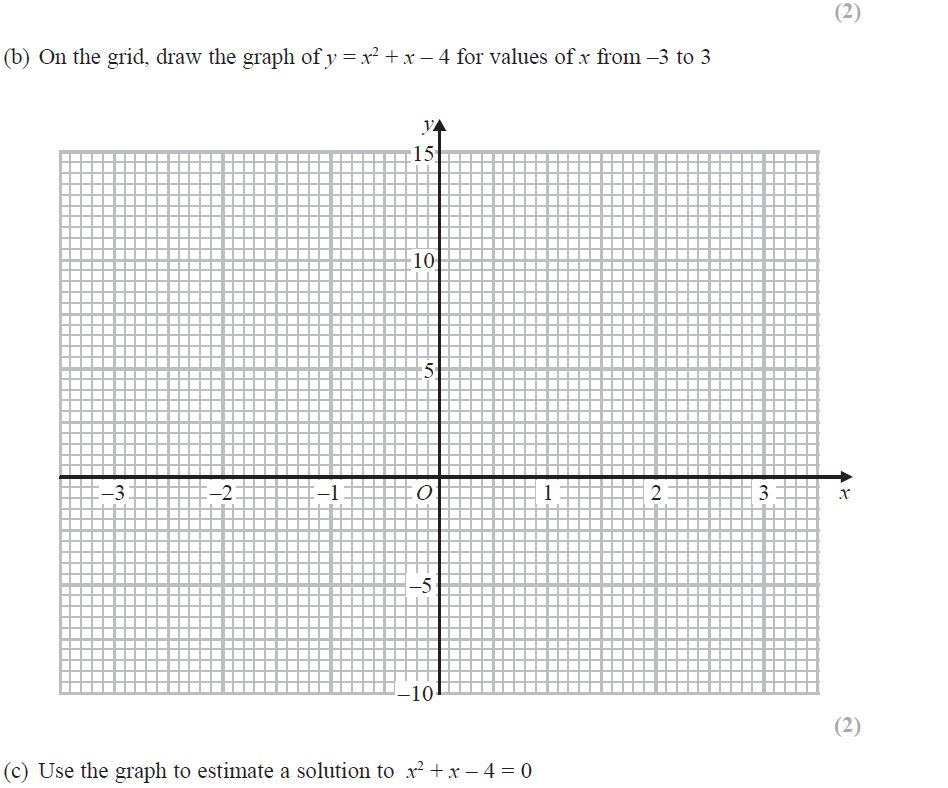 (2)
(b) On the grid, draw the graph of y = x² + x – 4 for values of x from –3 to 3
y
15
10
5
–3 –2 –1 O 1 2 3 x
–5
–10
(2)
(c) Use the graph to estimate a solution to x² + x – 4 = 0